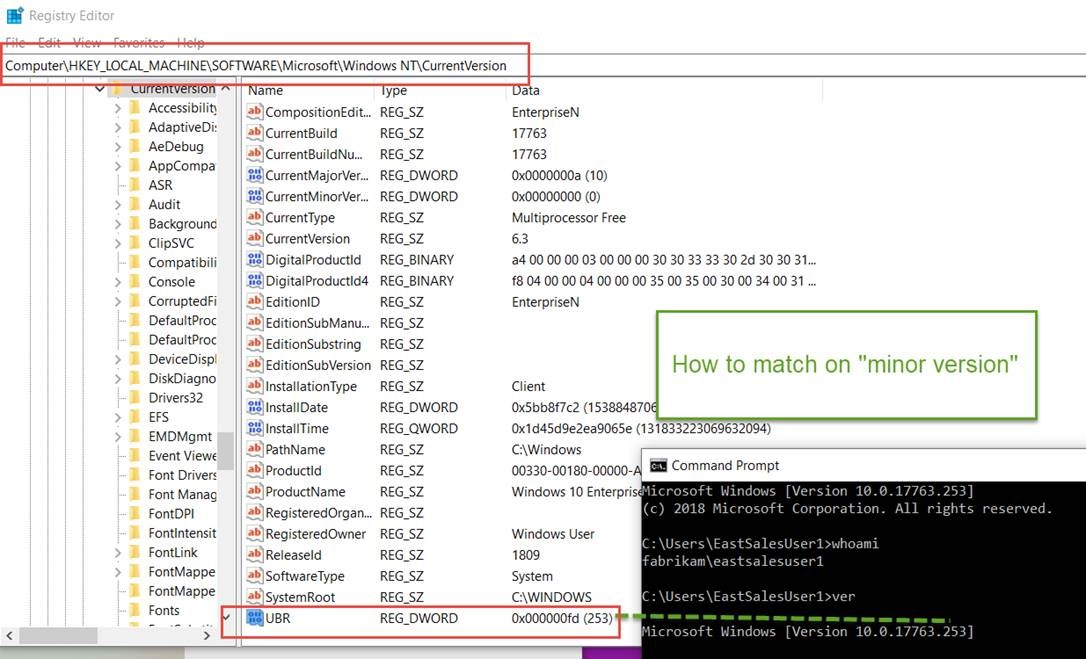 Registry Editor
File Edit View Favorites Help
Computer\HKEY_LOCAL_MACHINE\SOFTWARE\Microsoft\Windows NT\CurrentVersion
CurrentVersion
Accessibility
AdaptiveDis
AeDebug
AppCompa
ASR
Audit
Background
ClipSVC
Compatibili
Console
CorruptedFi
DefaultProd
DefaultProd
DeviceDispl
DiskDiagno
Drivers32
EFS
EMDMgmt
Event Viewe
Font Drivers
Font Manag
FontDPI
FontIntensit
FontLink
FontMappe
FontMappe
Fonts
Name Type Data
CompositionEdit... REG_SZ EnterpriseN
CurrentBuild REG_SZ 17763
CurrentBuildNu... REG_SZ 17763
CurrentMajorVer... REG_DWORD 0x0000000a (10)
CurrentMinorVer... REG_DWORD 0x00000000 (0)
CurrentType REG_SZ Multiprocessor Free
CurrentVersion REG_SZ 6.3
DigitalProductId REG_BINARY a4 00 00 00 03 00 00 00 30 30 33 33 30 2d 30 30 31...
DigitalProductId4 REG_BINARY f8 04 00 00 04 00 00 00 35 00 35 00 30 00 34 00 31 ...
EditionID REG_SZ EnterpriseN
EditionSubManu... REG_SZ
EditionSubstring REG_SZ
EditionSubVersion REG_SZ
InstallationType REG_SZ Client
InstallDate REG_DWORD 0x5bb8f7c2 (1538848706
InstallTime REG_QWORD 0x1d45d9e2ea9065e (131833223069632094)
PathName REG_SZ C:\Windows
ProductId REG_SZ 00330-00180-00000-A
ProductName REG_SZ Windows 10 Enterprise
RegisteredOrgan... REG_SZ
RegisteredOwner REG_SZ Windows User
ReleaseId REG_SZ 1809
SoftwareType REG_SZ System
SystemRoot REG_SZ C:\WINDOWS
UBR REG_DWORD 0x000000fd (253)
How to match on "minor version"
Command Prompt
Microsoft Windows [Version 10.0.17763.253]
(c) 2018 Microsoft Corporation. All rights reserved.
C:\Users\EastSalesUser1>whoami
fabrikam\eastsalesuser1
C:\Users\EastSalesUser1>ver
Microsoft Windows [Version 10.0.17763.253]